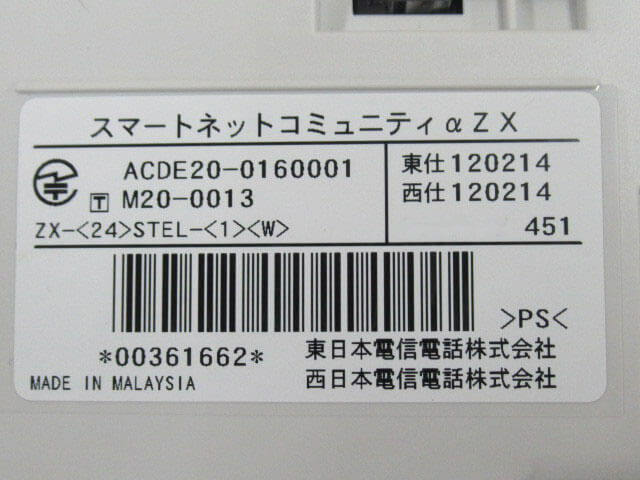 スマートネットコミュニティαZX
ACDE20-0160001
T M20-0013
ZX-<24>STEL-<1><W>
東仕120214
西仕120214
451
>PS<
*00361662*
東日本電信電話株式会社
西日本電信電話株式会社
MADE IN MALAYSIA